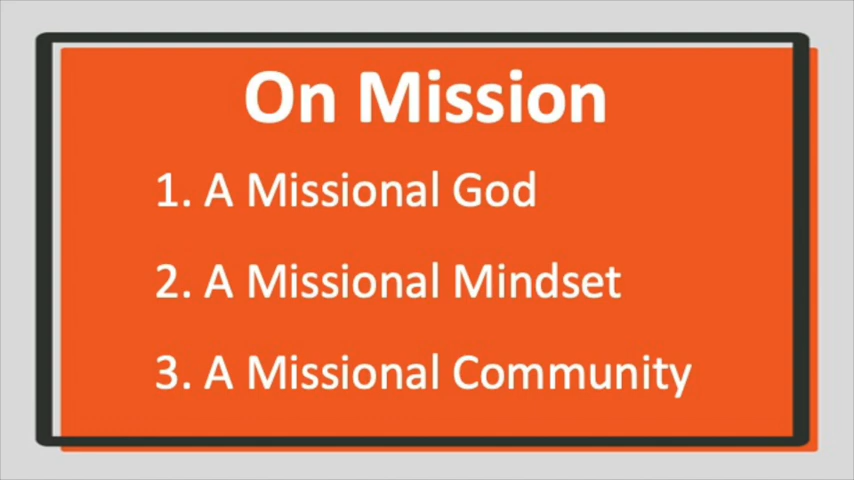 On Mission
1. A Missional God
2. A Missional Mindset
3. A Missional Community